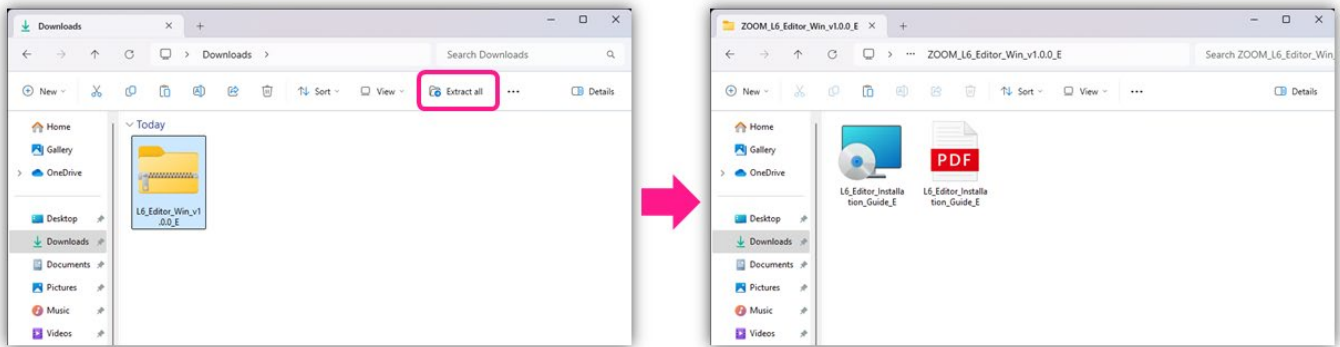 Downloads
Downloads
Search Downloads
New
Sort
View
Extract all
Details
Home
Gallery
OneDrive
Desktop
Downloads
Documents
Pictures
Music
Videos
Today
L6_Editor_Win_v1
.0.0_E
ZOOM_L6_Editor_Win_v1.0.0_E
ZOOM_L6_Editor_Win_v1.0.0_E
Search ZOOM_L6_Editor_Win_
New
Sort
View
Details
Home
Gallery
OneDrive
Desktop
Downloads
Documents
Pictures
Music
Videos
L6_Editor_Installa
tion_Guide_E
PDF
L6_Editor_Installa
tion_Guide_E